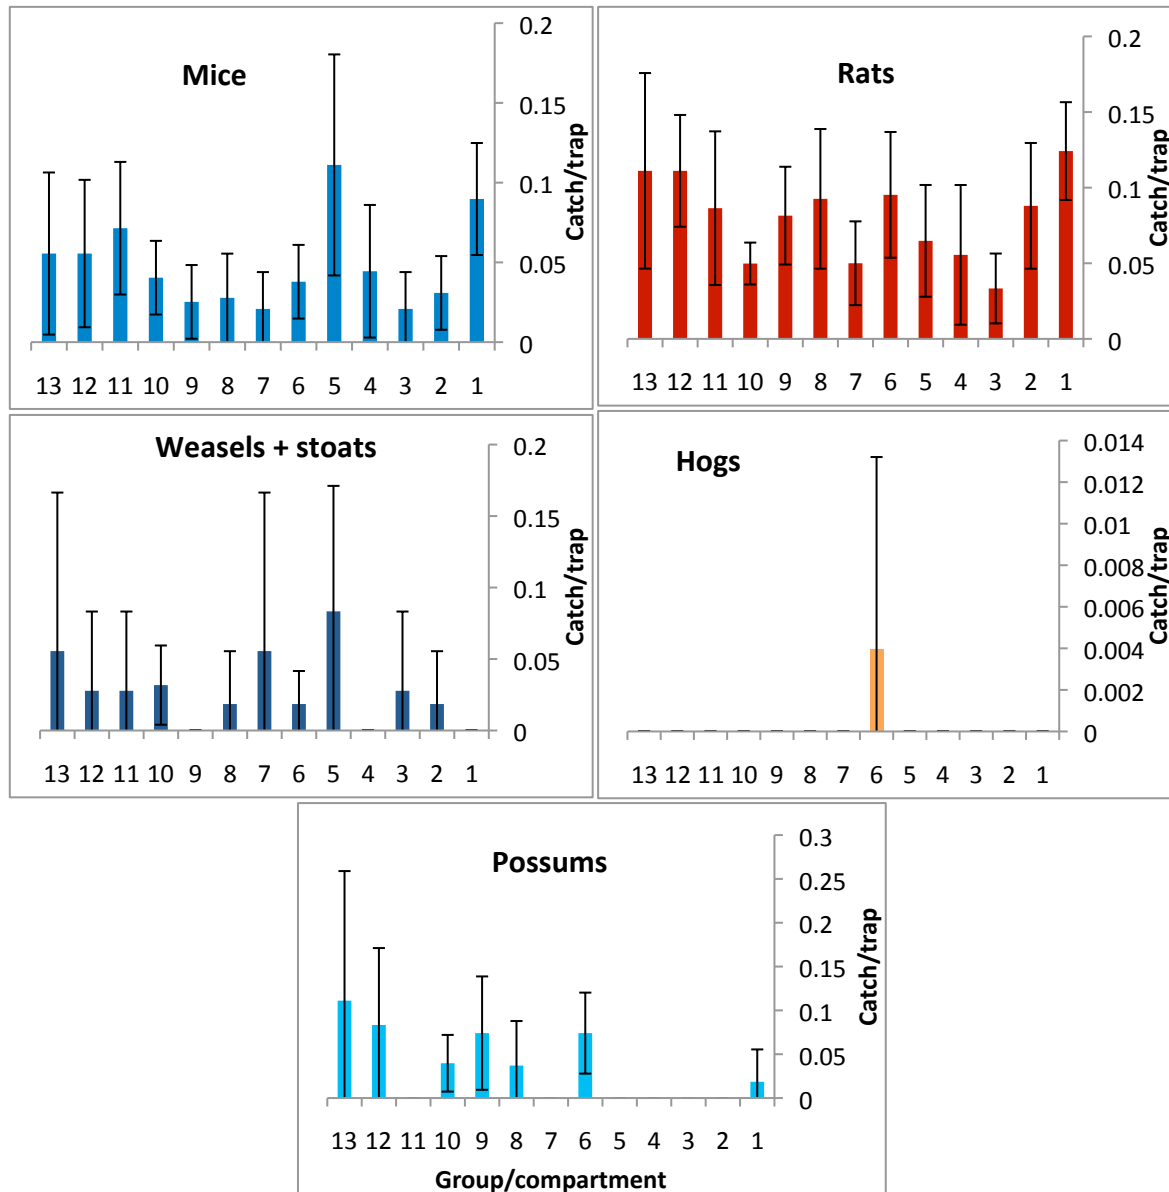 Mice
0.2
0.15
0.1
0.05
0
Catch/trap
13 12 11 10 9 8 7 6 5 4 3 2 1
Rats
0.2
0.15
0.1
0.05
0
Catch/trap
13 12 11 10 9 8 7 6 5 4 3 2 1
Weasels + stoats
0.2
0.15
0.1
0.05
0
Catch/trap
13 12 11 10 9 8 7 6 5 4 3 2 1
Hogs
0.014
0.012
0.01
0.008
0.006
0.004
0.002
0
Catch/trap
13 12 11 10 9 8 7 6 5 4 3 2 1
Possums
0.3
0.25
0.2
0.15
0.1
0.05
0
Catch/trap
13 12 11 10 9 8 7 6 5 4 3 2 1
Group/compartment